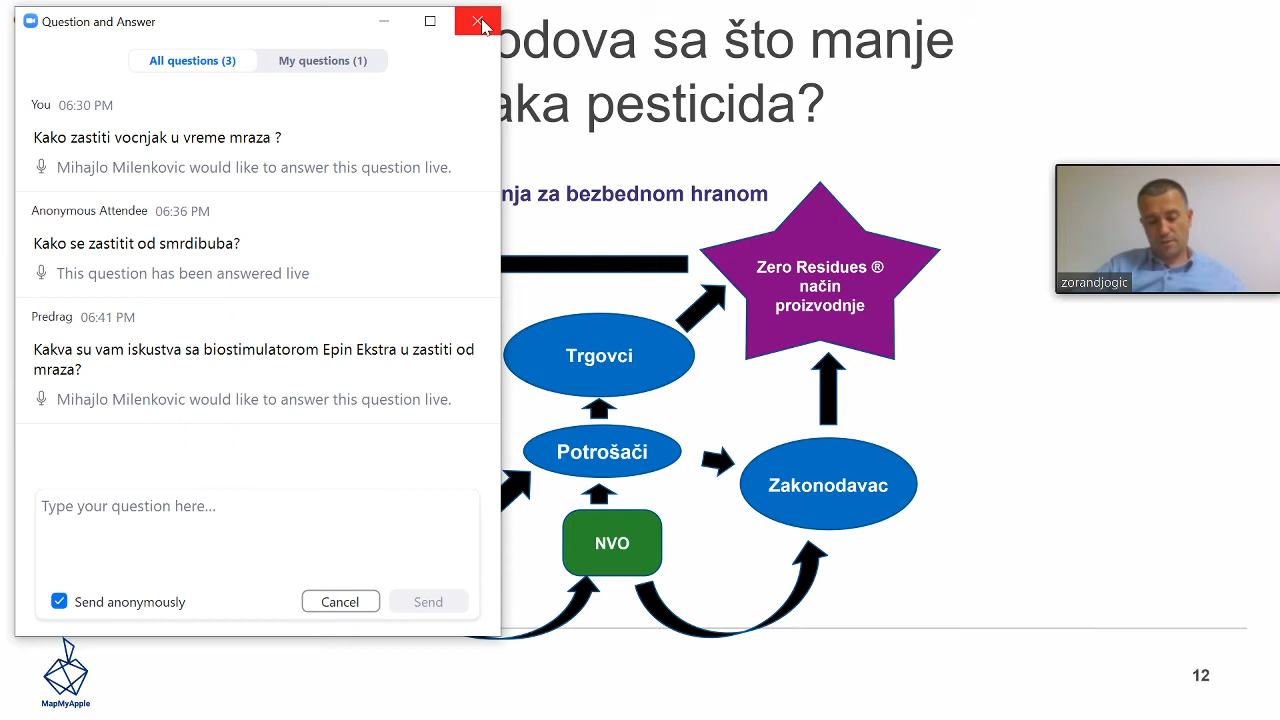 Question and Answer
All questions (3)
My questions (1)
You 06:30 PM
Kako zastiti vocnjak u vreme mraza ?
Mihajlo Milenkovic would like to answer this question live.
Anonymous Attendee 06:36 PM
Kako se zastitit od smrdibuba?
This question has been answered live
Predrag 06:41 PM
Kakva su vam iskustva sa biostimulatorom Epin Ekstra u zastiti od
mraza?
Mihajlo Milenkovic would like to answer this question live.
Type your question here...
Send anonymously
Cancel
Send
odova sa što manje
aka pesticida?
nja za bezbednom hranom
Zero Residues ®
način
proizvodnje
Trgovci
Potrošači
Zakonodavac
NVO
zorandjogic
MapMyApple
12